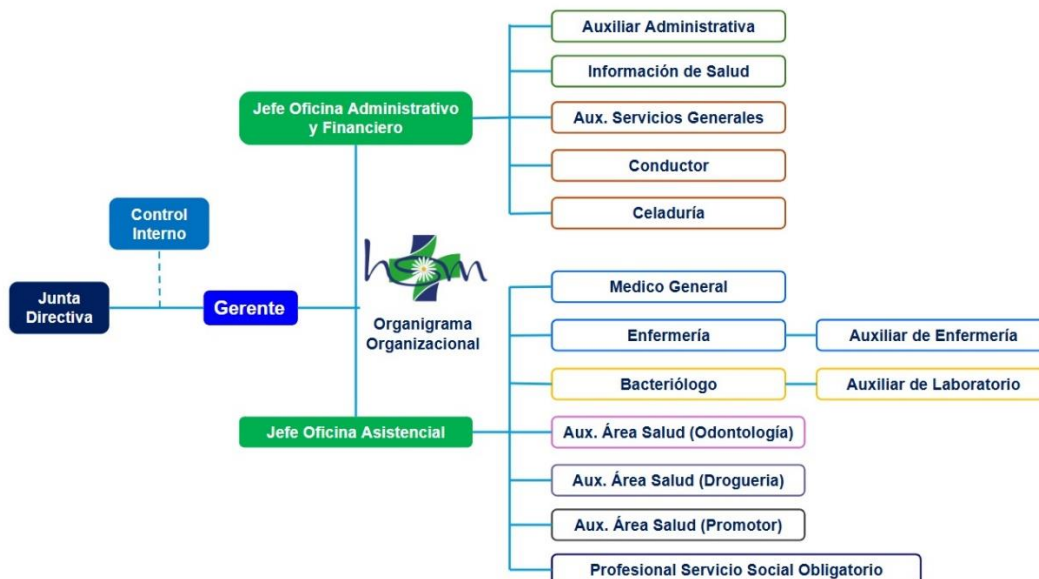 Auxiliar Administrativa
Información de Salud
Jefe Oficina Administrativo
y Financiero
Aux. Servicios Generales
Conductor
Celaduría
Control
Interno
Junta
Directiva
Gerente
hsm
Organigrama
Organizacional
Medico General
Enfermería
Auxiliar de Enfermería
Bacteriólogo
Auxiliar de Laboratorio
Jefe Oficina Asistencial
Aux. Área Salud (Odontología)
Aux. Área Salud (Drogueria)
Aux. Área Salud (Promotor)
Profesional Servicio Social Obligatorio